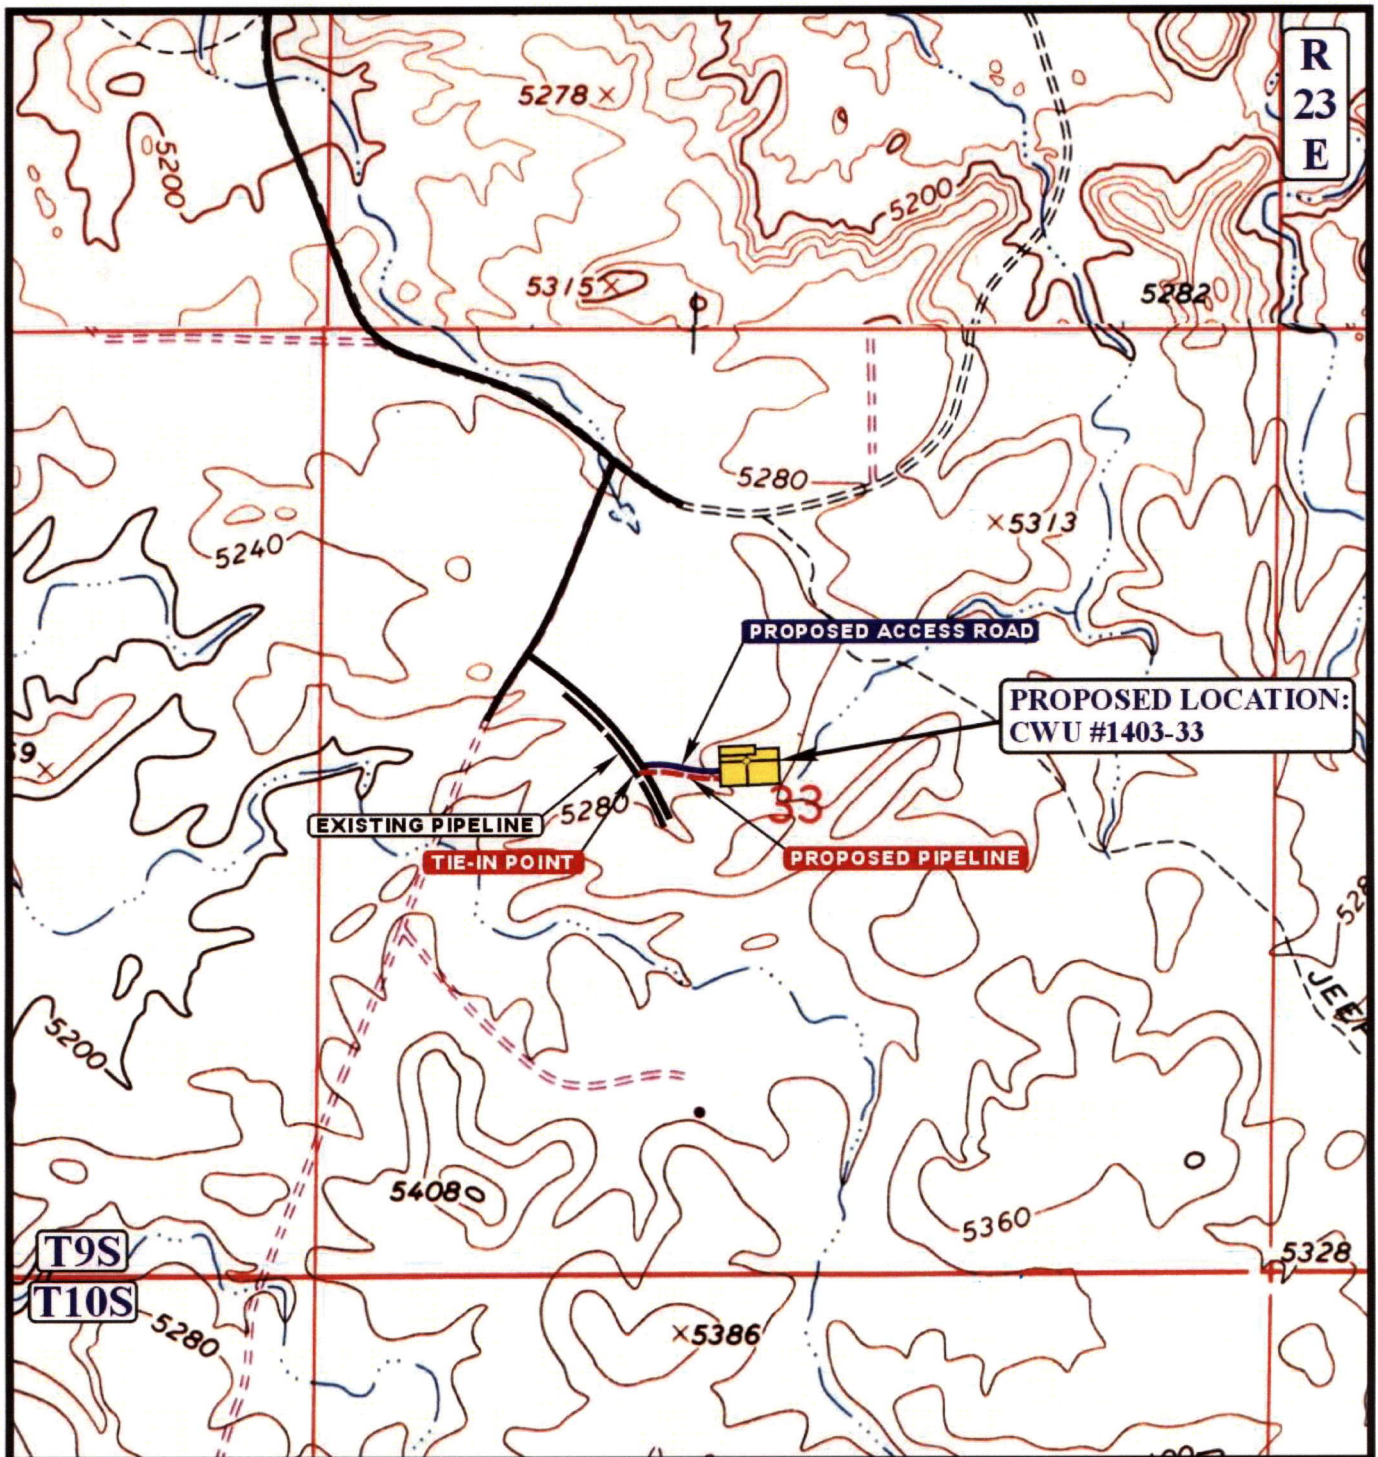 R
23
E
5278
5200
5200
5315
5282
5280
5240
5313
PROPOSED ACCESS ROAD
PROPOSED LOCATION:
CWU #1403-33
33
5280
EXISTING PIPELINE
TIE-IN POINT
PROPOSED PIPELINE
5200
5408
5360
T9S
5328
T10S
5280
5386